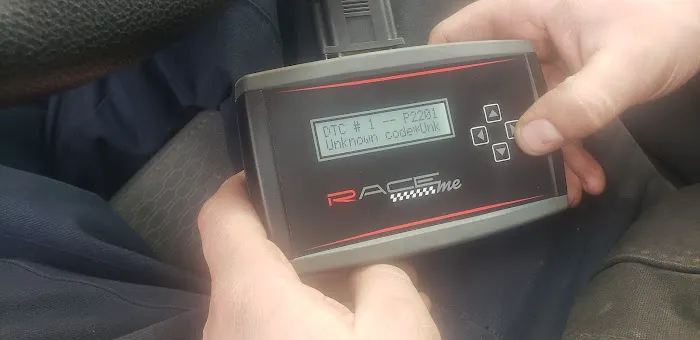 DTC # 1 -- P2201
Unknown code*Unk
RACE me